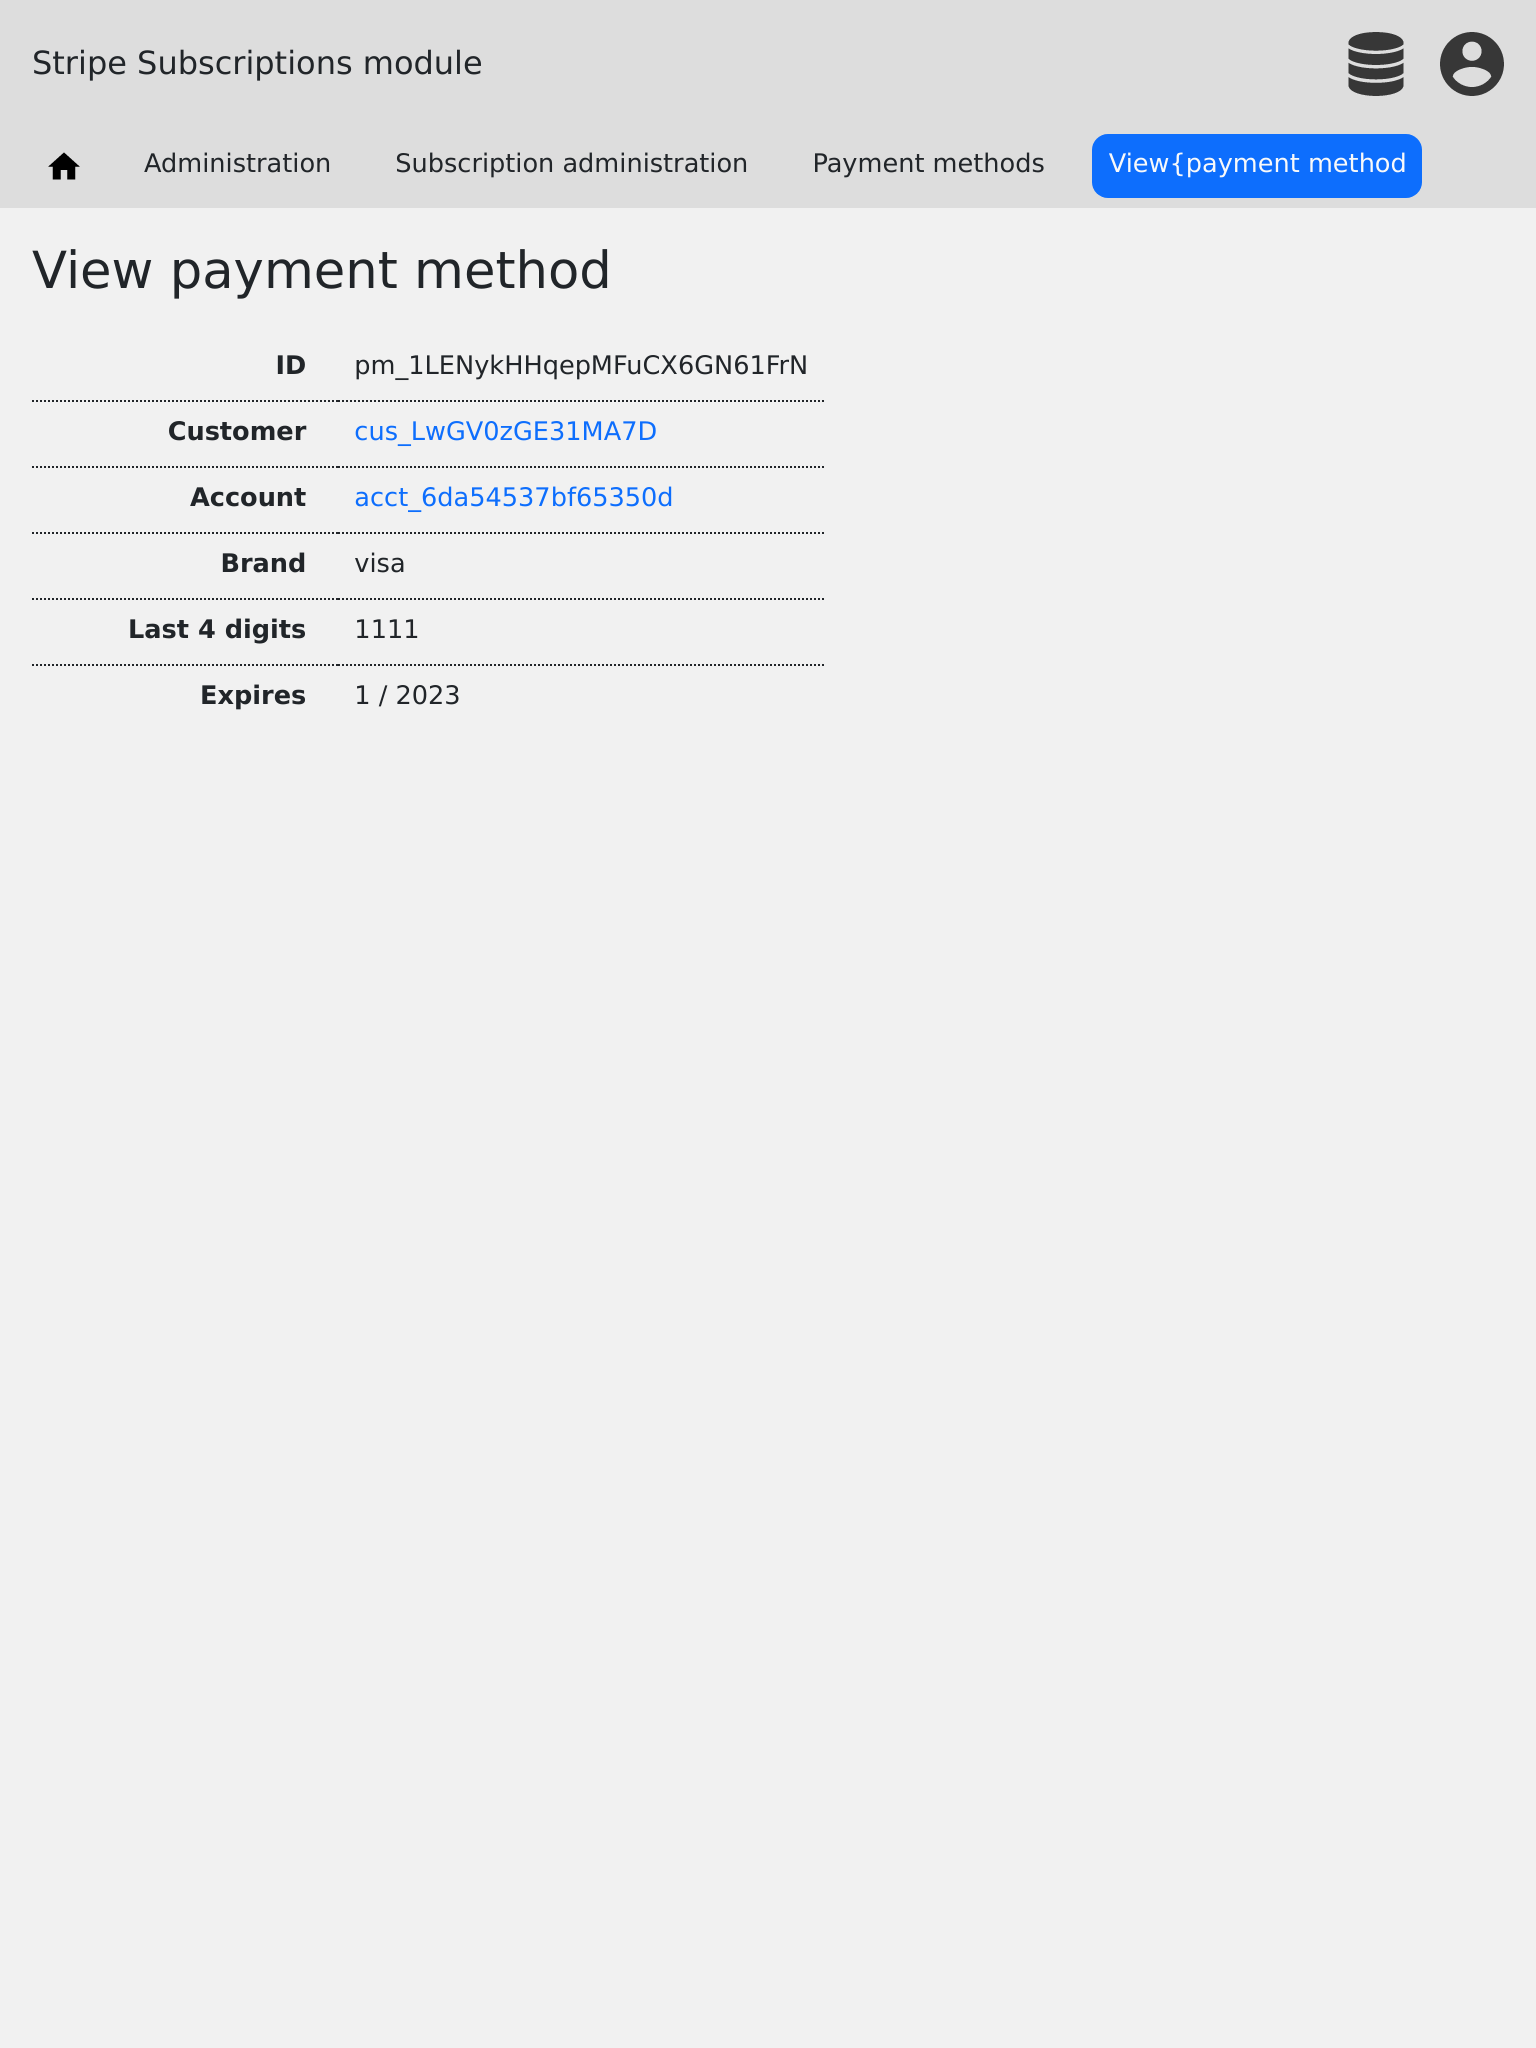 Stripe Subscriptions module
Administration Subscription administration Payment methods View{payment method
View payment method
ID pm_1LENykHHqepMFuCX6GN61FrN
Customer cus_LwGV0zGE31MA7D
Account acct_6da54537bf65350d
Brand visa
Last 4 digits 1111
Expires 1 / 2023